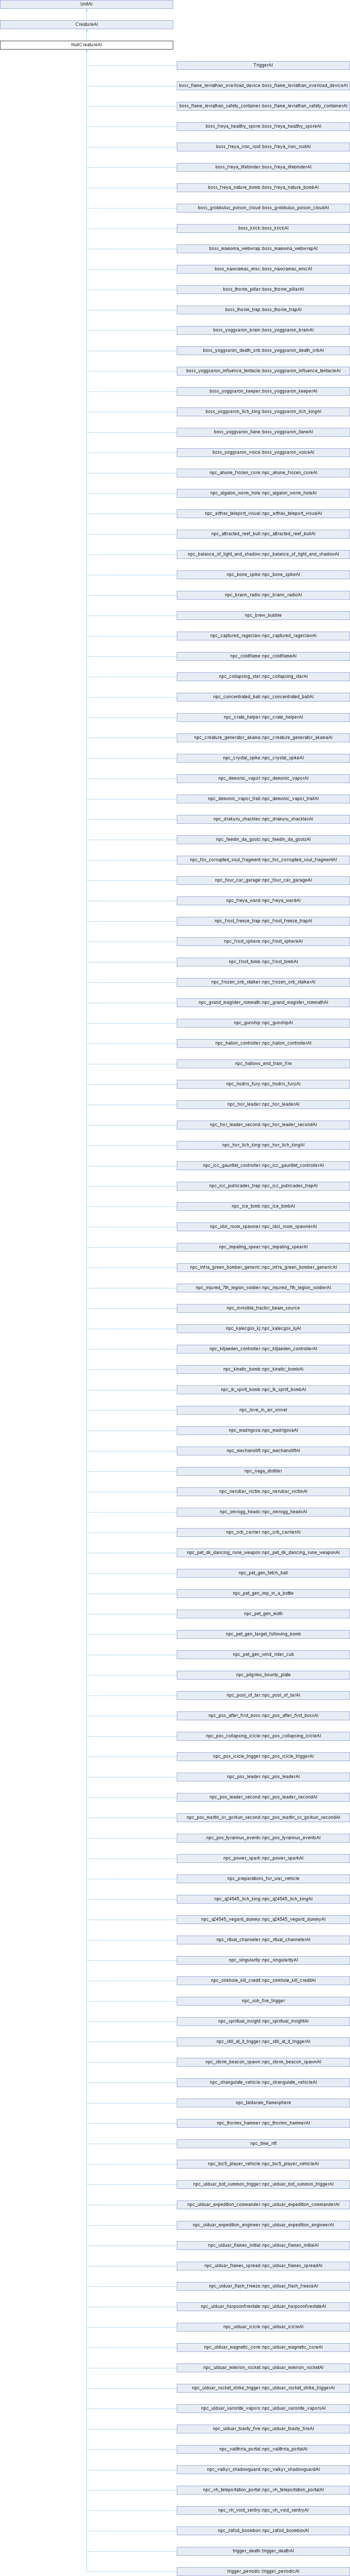 UnitAI
CreatureAI
NullCreatureAI
TriggerAI
boss_flame_leviathan_overload_device::boss_flame_leviathan_overload_deviceAI
boss_flame_leviathan_safety_container::boss_flame_leviathan_safety_containerAI
boss_freya_healthy_spore::boss_freya_healthy_sporeAI
boss_freya_iron_root::boss_freya_iron_rootAI
boss_freya_lifebinder::boss_freya_lifebinderAI
boss_freya_nature_bomb::boss_freya_nature_bombAI
boss_grobbulus_poison_cloud::boss_grobbulus_poison_cloudAI
boss_krick::boss_krickAI
boss_maexxna_webwrap::boss_maexxna_webwrapAI
boss_naxxramas_misc::boss_naxxramas_miscAI
boss_thorim_pillar::boss_thorim_pillarAI
boss_thorim_trap::boss_thorim_trapAI
boss_yoggsaron_brain::boss_yoggsaron_brainAI
boss_yoggsaron_death_orb::boss_yoggsaron_death_orbAI
boss_yoggsaron_influence_tentacle::boss_yoggsaron_influence_tentacleAI
boss_yoggsaron_keeper::boss_yoggsaron_keeperAI
boss_yoggsaron_lich_king::boss_yoggsaron_lich_kingAI
boss_yoggsaron_llane::boss_yoggsaron_llaneAI
boss_yoggsaron_voice::boss_yoggsaron_voiceAI
npc_ahune_frozen_core::npc_ahune_frozen_coreAI
npc_algalon_worm_hole::npc_algalon_worm_holeAI
npc_arthas_teleport_visual::npc_arthas_teleport_visualAI
npc_attracted_reef_bull::npc_attracted_reef_bullAI
npc_balance_of_light_and_shadow::npc_balance_of_light_and_shadowAI
npc_bone_spike::npc_bone_spikeAI
npc_brann_radio::npc_brann_radioAI
npc_brew_bubble
npc_captured_rageclaw::npc_captured_rageclawAI
npc_coldflame::npc_coldflameAI
npc_collapsing_star::npc_collapsing_starAI
npc_concentrated_ball::npc_concentrated_ballAI
npc_crate_helper::npc_crate_helperAI
npc_creature_generator_akama::npc_creature_generator_akamaAI
npc_crystal_spike::npc_crystal_spikeAI
npc_demonic_vapor::npc_demonic_vaporAI
npc_demonic_vapor_trail::npc_demonic_vapor_trailAI
npc_drakuru_shackles::npc_drakuru_shacklesAI
npc_feedin_da_goolz::npc_feedin_da_goolzAI
npc_fos_corrupted_soul_fragment::npc_fos_corrupted_soul_fragmentAI
npc_four_car_garage::npc_four_car_garageAI
npc_freya_ward::npc_freya_wardAI
npc_frost_freeze_trap::npc_frost_freeze_trapAI
npc_frost_sphere::npc_frost_sphereAI
npc_frost_tomb::npc_frost_tombAI
npc_frozen_orb_stalker::npc_frozen_orb_stalkerAI
npc_grand_magister_rommath::npc_grand_magister_rommathAI
npc_gunship::npc_gunshipAI
npc_halion_controller::npc_halion_controllerAI
npc_hallows_end_train_fire
npc_hodirs_fury::npc_hodirs_furyAI
npc_hor_leader::npc_hor_leaderAI
npc_hor_leader_second::npc_hor_leader_secondAI
npc_hor_lich_king::npc_hor_lich_kingAI
npc_icc_gauntlet_controller::npc_icc_gauntlet_controllerAI
npc_icc_putricades_trap::npc_icc_putricades_trapAI
npc_ice_tomb::npc_ice_tombAI
npc_idol_room_spawner::npc_idol_room_spawnerAI
npc_impaling_spear::npc_impaling_spearAI
npc_infra_green_bomber_generic::npc_infra_green_bomber_genericAI
npc_injured_7th_legion_soldier::npc_injured_7th_legion_soldierAI
npc_invisible_tractor_beam_source
npc_kalecgos_kj::npc_kalecgos_kjAI
npc_kiljaeden_controller::npc_kiljaeden_controllerAI
npc_kinetic_bomb::npc_kinetic_bombAI
npc_lk_spirit_bomb::npc_lk_spirit_bombAI
npc_love_in_air_snivel
npc_madrigosa::npc_madrigosaAI
npc_mechanolift::npc_mechanoliftAI
npc_naga_distiller
npc_nerubar_victim::npc_nerubar_victimAI
npc_omrogg_heads::npc_omrogg_headsAI
npc_orb_carrier::npc_orb_carrierAI
npc_pet_dk_dancing_rune_weapon::npc_pet_dk_dancing_rune_weaponAI
npc_pet_gen_fetch_ball
npc_pet_gen_imp_in_a_bottle
npc_pet_gen_moth
npc_pet_gen_target_following_bomb
npc_pet_gen_wind_rider_cub
npc_pilgrims_bounty_plate
npc_pool_of_tar::npc_pool_of_tarAI
npc_pos_after_first_boss::npc_pos_after_first_bossAI
npc_pos_collapsing_icicle::npc_pos_collapsing_icicleAI
npc_pos_icicle_trigger::npc_pos_icicle_triggerAI
npc_pos_leader::npc_pos_leaderAI
npc_pos_leader_second::npc_pos_leader_secondAI
npc_pos_martin_or_gorkun_second::npc_pos_martin_or_gorkun_secondAI
npc_pos_tyrannus_events::npc_pos_tyrannus_eventsAI
npc_power_spark::npc_power_sparkAI
npc_preparations_for_war_vehicle
npc_q24545_lich_king::npc_q24545_lich_kingAI
npc_q24545_vegard_dummy::npc_q24545_vegard_dummyAI
npc_ritual_channeler::npc_ritual_channelerAI
npc_singularity::npc_singularityAI
npc_sinkhole_kill_credit::npc_sinkhole_kill_creditAI
npc_soh_fire_trigger
npc_spiritual_insight::npc_spiritual_insightAI
npc_still_at_it_trigger::npc_still_at_it_triggerAI
npc_storm_beacon_spawn::npc_storm_beacon_spawnAI
npc_strangulate_vehicle::npc_strangulate_vehicleAI
npc_taldaram_flamesphere
npc_thorims_hammer::npc_thorims_hammerAI
npc_time_rift
npc_toc5_player_vehicle::npc_toc5_player_vehicleAI
npc_ulduar_bot_summon_trigger::npc_ulduar_bot_summon_triggerAI
npc_ulduar_expedition_commander::npc_ulduar_expedition_commanderAI
npc_ulduar_expedition_engineer::npc_ulduar_expedition_engineerAI
npc_ulduar_flames_initial::npc_ulduar_flames_initialAI
npc_ulduar_flames_spread::npc_ulduar_flames_spreadAI
npc_ulduar_flash_freeze::npc_ulduar_flash_freezeAI
npc_ulduar_harpoonfirestate::npc_ulduar_harpoonfirestateAI
npc_ulduar_icicle::npc_ulduar_icicleAI
npc_ulduar_magnetic_core::npc_ulduar_magnetic_coreAI
npc_ulduar_mimiron_rocket::npc_ulduar_mimiron_rocketAI
npc_ulduar_rocket_strike_trigger::npc_ulduar_rocket_strike_triggerAI
npc_ulduar_saronite_vapors::npc_ulduar_saronite_vaporsAI
npc_ulduar_toasty_fire::npc_ulduar_toasty_fireAI
npc_valithria_portal::npc_valithria_portalAI
npc_valkyr_shadowguard::npc_valkyr_shadowguardAI
npc_vh_teleportation_portal::npc_vh_teleportation_portalAI
npc_vh_void_sentry::npc_vh_void_sentryAI
npc_zafod_boombox::npc_zafod_boomboxAI
trigger_death::trigger_deathAI
trigger_periodic::trigger_periodicAI